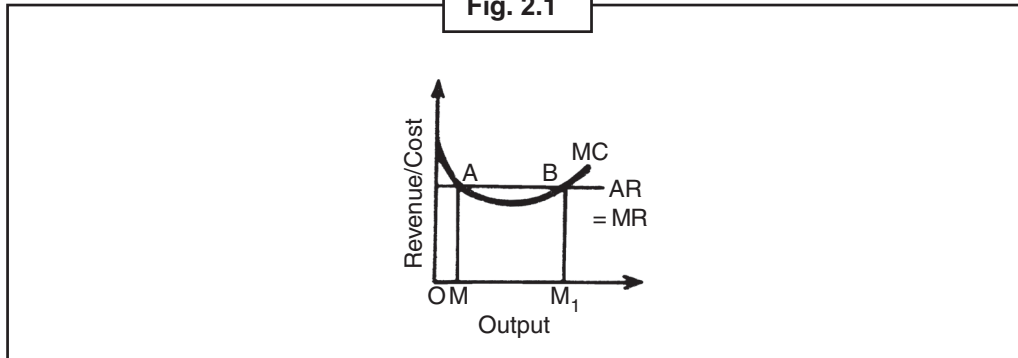 Fig. 2.1
Revenue/Cost
A
B
MC
AR
= MR
O M
M₁
Output